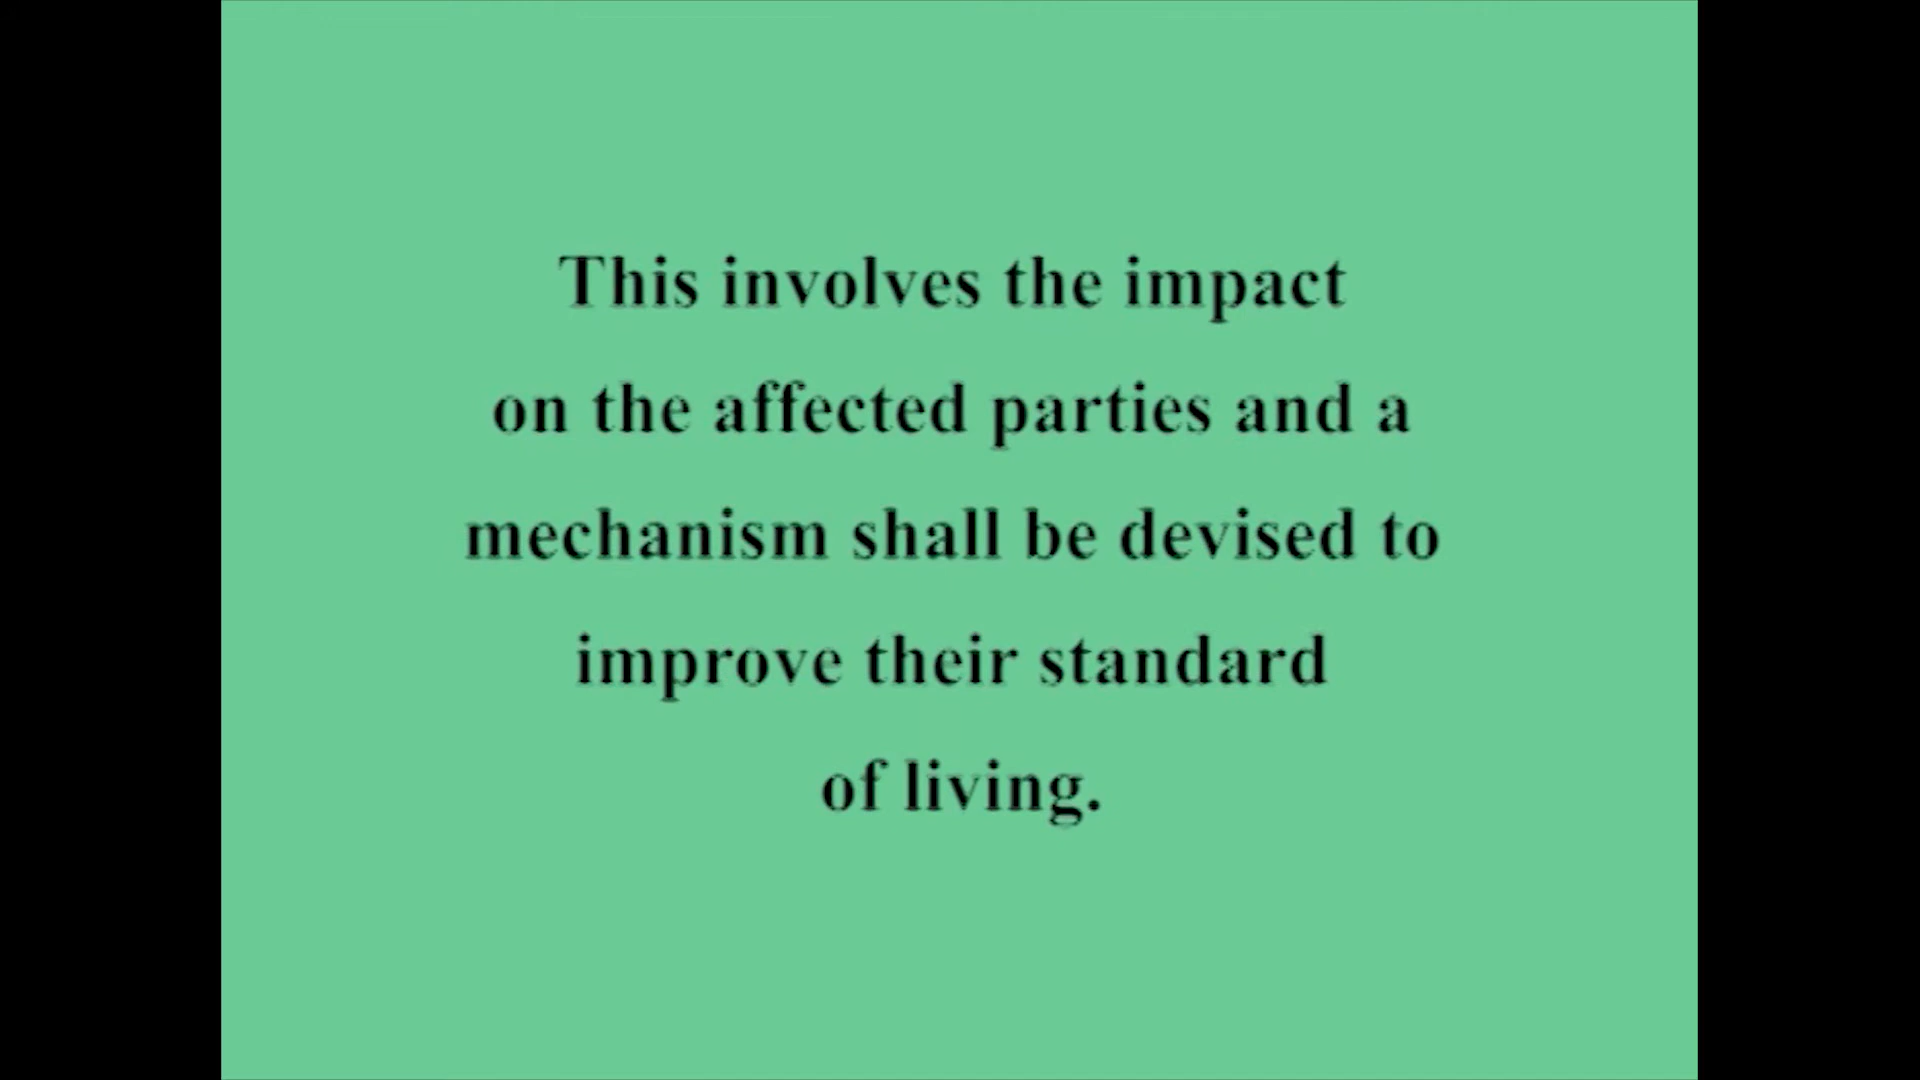 This involves the impact
on the affected parties and a
mechanism shall be devised to
improve their standard
of living.